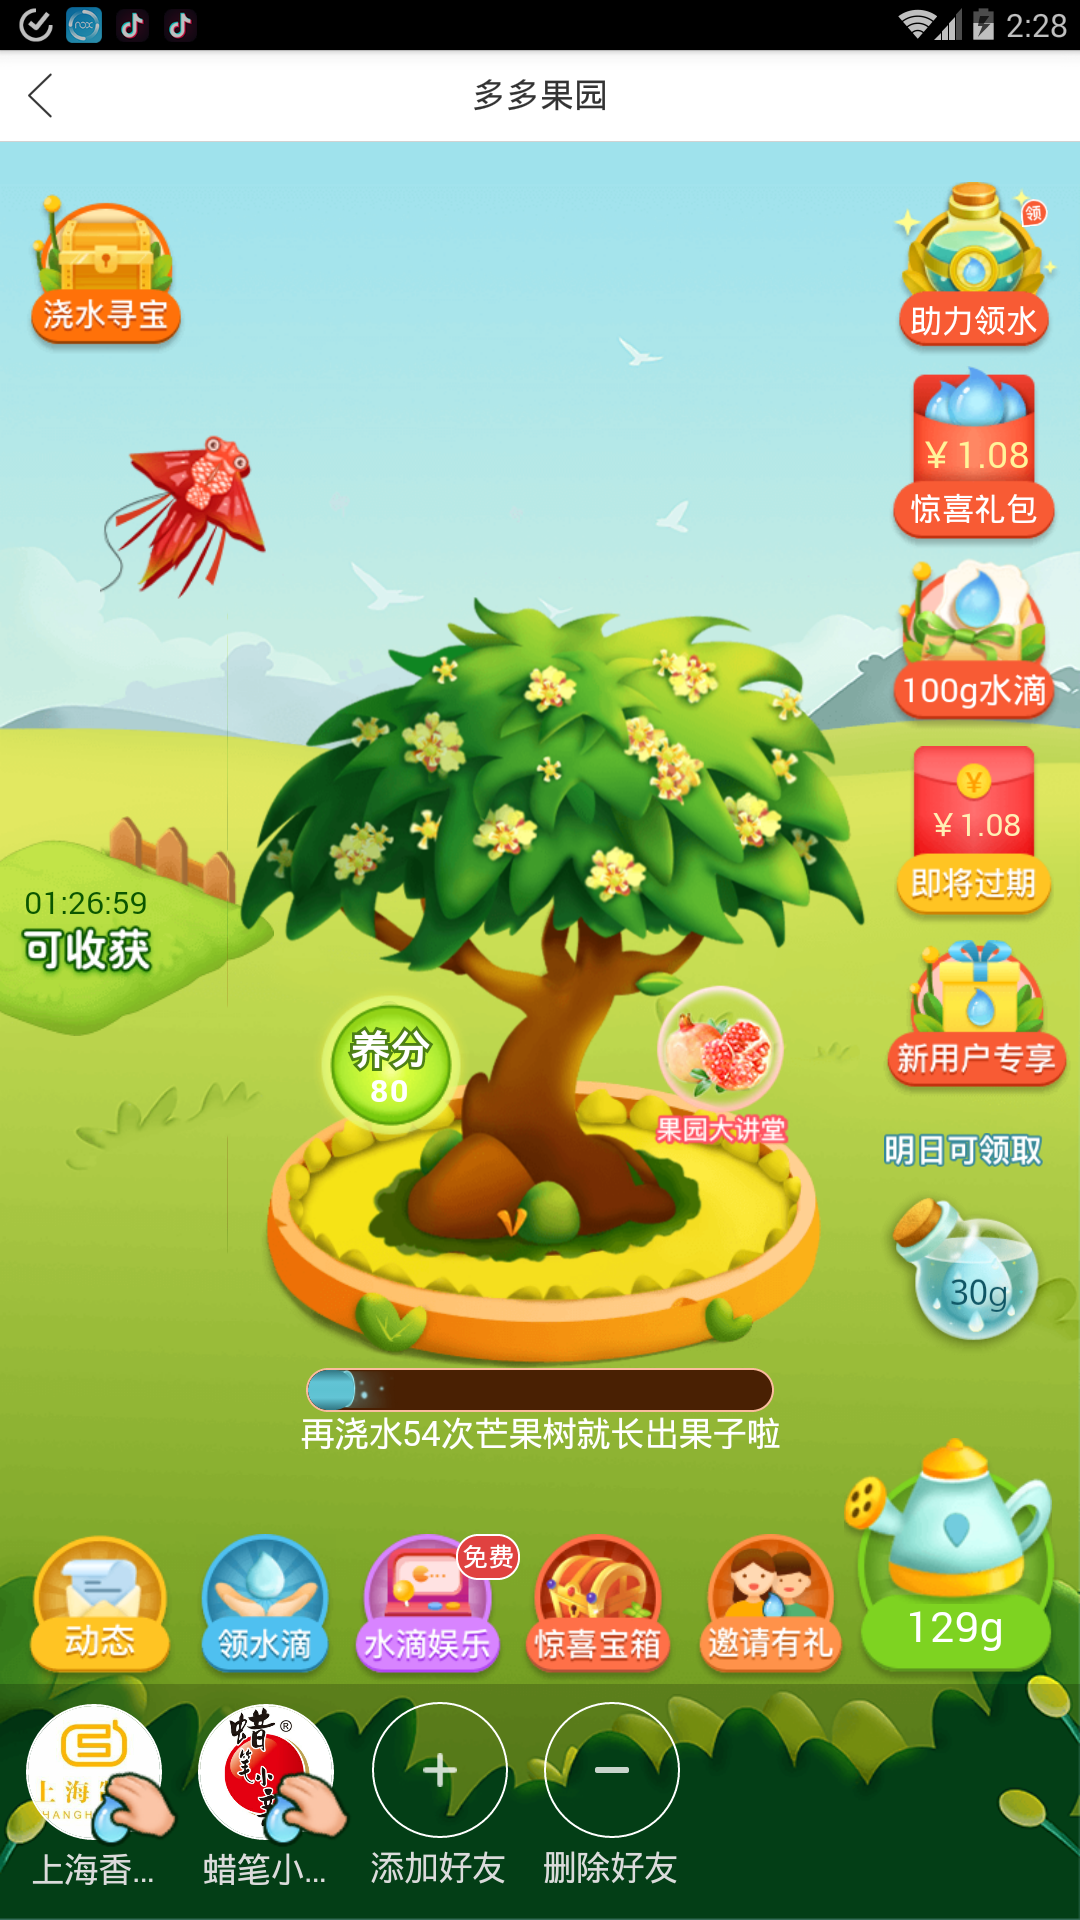 2:28
多多果园
浇水寻宝
领
助力领水
¥1.08
惊喜礼包
100g水滴
¥
¥1.08
即将过期
01:26:59
可收获
养分
80
果园大讲堂
新用户专享
明日可领取
30g
再浇水54次芒果树就长出果子啦
动态
领水滴
免费
水滴娱乐
惊喜宝箱
邀请有礼
129g
上海
蜡®
笔
小
上海香...
蜡笔小...
添加好友
删除好友